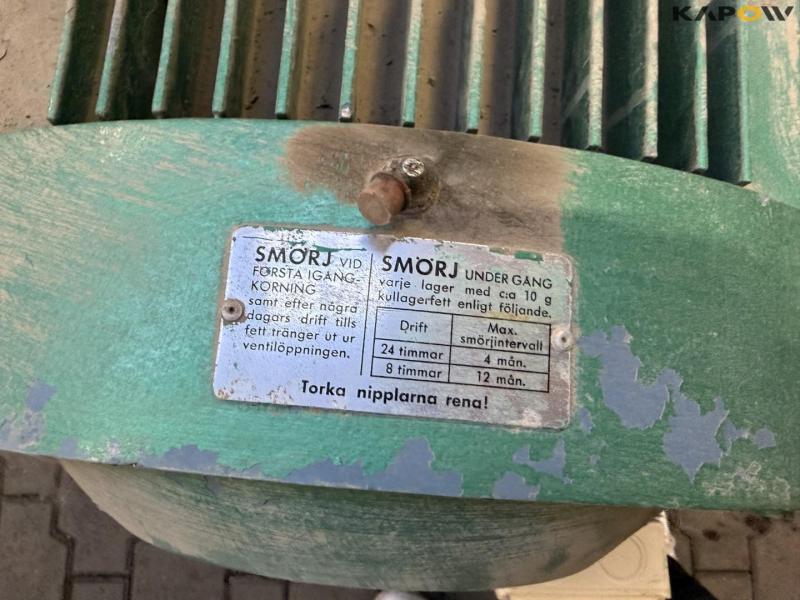 KAPOW
SMÖRJ VID
FÖRSTA IGÅNG-
KÖRNING
samt efter några
dagars drift tills
fett tränger ut ur
ventilöppningen.
SMÖRJ UNDER GÅNG
varje lager med c:a 10 g
kullagerfett enligt följande.
Drift Max. smörjintervall
24 timmar 4 mån.
8 timmar 12 mån.
Torka nipplarna rena!